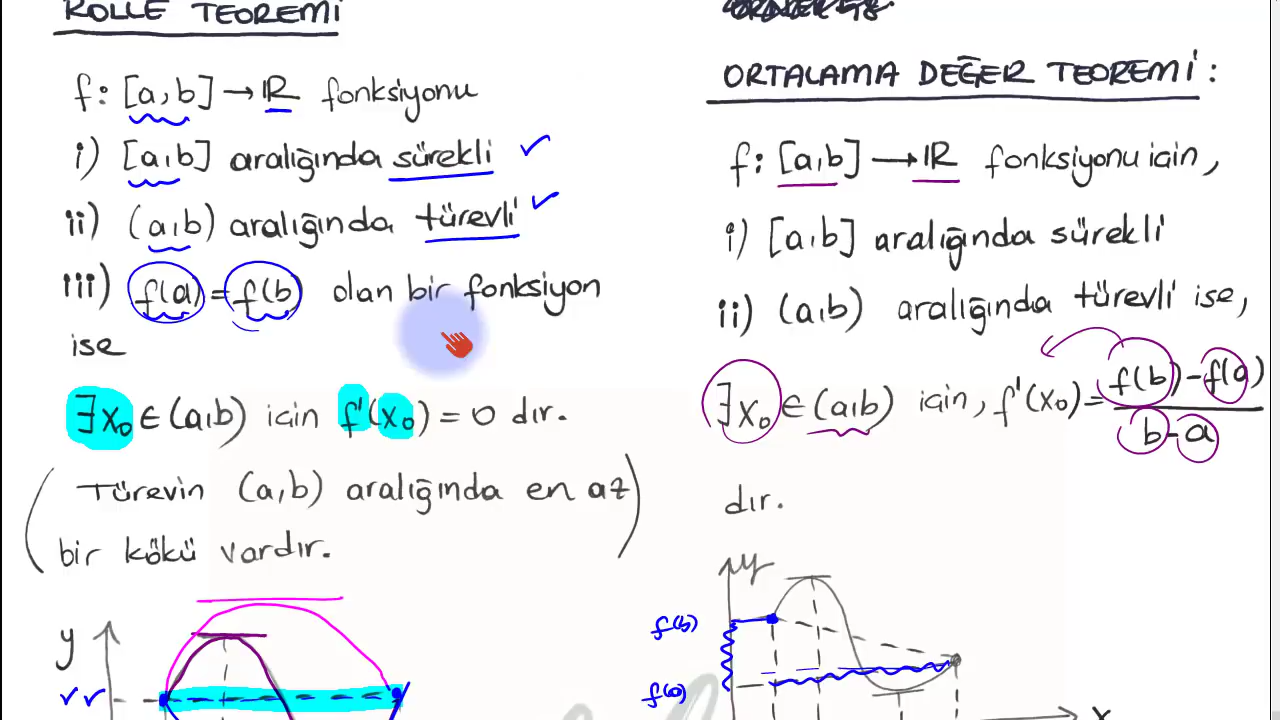 ROLLE TEOREMİ
f: [a,b] → IR fonksiyonu
i) [a,b] aralığında sürekli ✓
ii) (a,b) aralığında türevli ✓
iii) f(a) = f(b) olan bir fonksiyon
ise
∃x₀ ∈ (a,b) için f'(x₀) = 0 dır.
(Türevin (a,b) aralığında en az
bir kökü vardır.)
y
ORTALAMA DEĞER TEOREMİ:
f: [a,b] → IR fonksiyonu için,
i) [a,b] aralığında sürekli
ii) (a,b) aralığında türevli ise,
∃x₀ ∈ (a,b) için, f'(x₀) = f(b)-f(a)
b-a
dır.
y
f(b)
f(a)
x